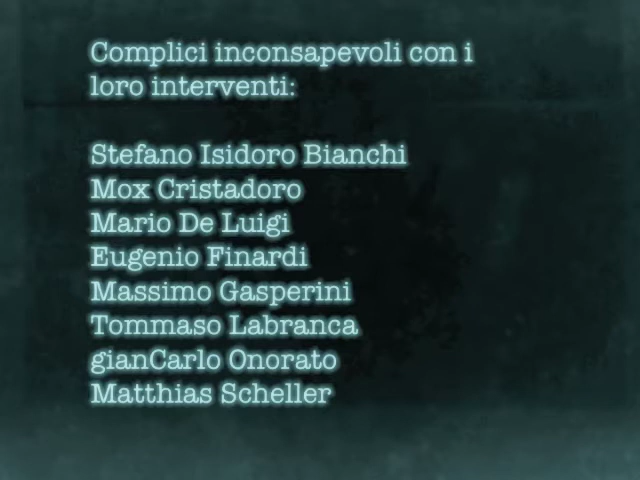 Complici inconsapevoli con i
loro interventi:
Stefano Isidoro Bianchi
Mox Cristadoro
Mario De Luigi
Eugenio Finardi
Massimo Gasperini
Tommaso Labranca
gianCarlo Onorato
Matthias Scheller